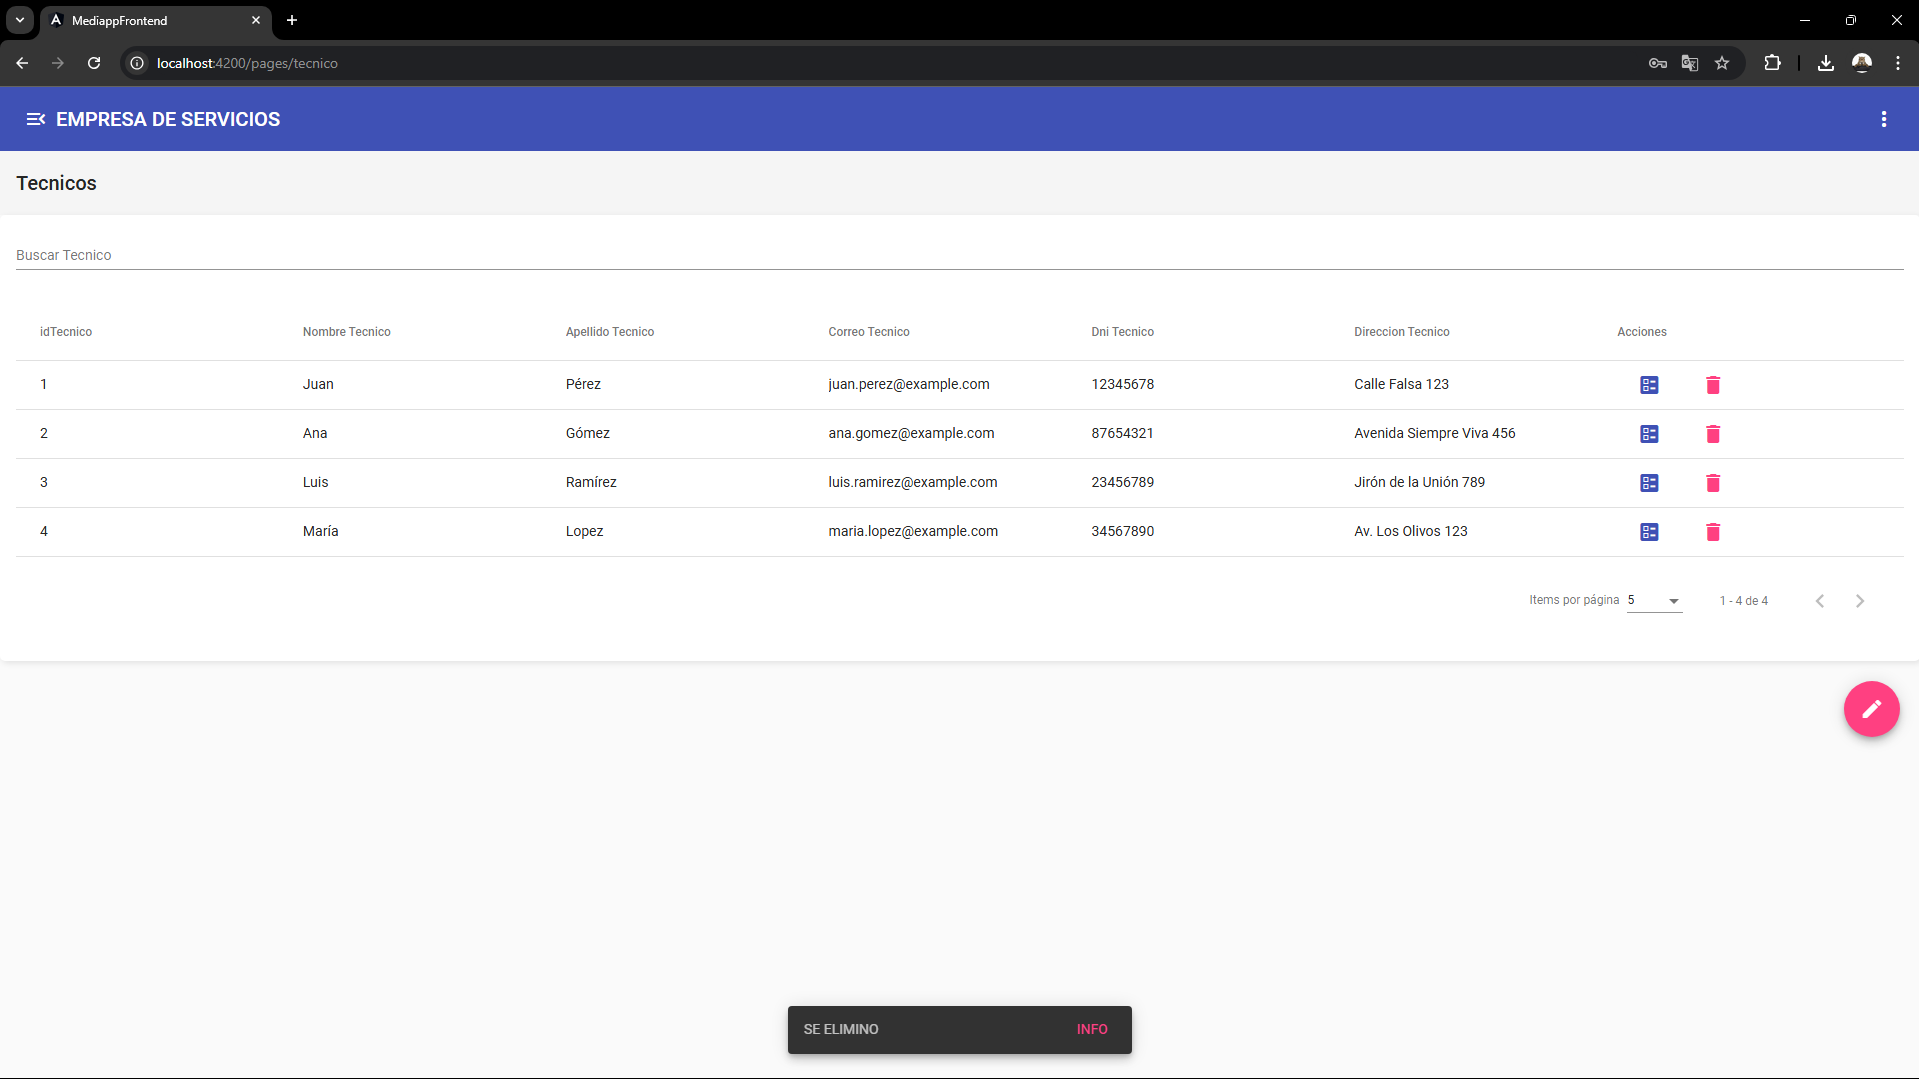 MediappFrontend
localhost:4200/pages/tecnico
EMPRESA DE SERVICIOS
Tecnicos
Buscar Tecnico
idTecnico Nombre Tecnico Apellido Tecnico Correo Tecnico Dni Tecnico Direccion Tecnico Acciones
1 Juan Pérez juan.perez@example.com 12345678 Calle Falsa 123
2 Ana Gómez ana.gomez@example.com 87654321 Avenida Siempre Viva 456
3 Luis Ramírez luis.ramirez@example.com 23456789 Jirón de la Unión 789
4 María Lopez maria.lopez@example.com 34567890 Av. Los Olivos 123
Items por página 5 1 - 4 de 4
SE ELIMINO INFO